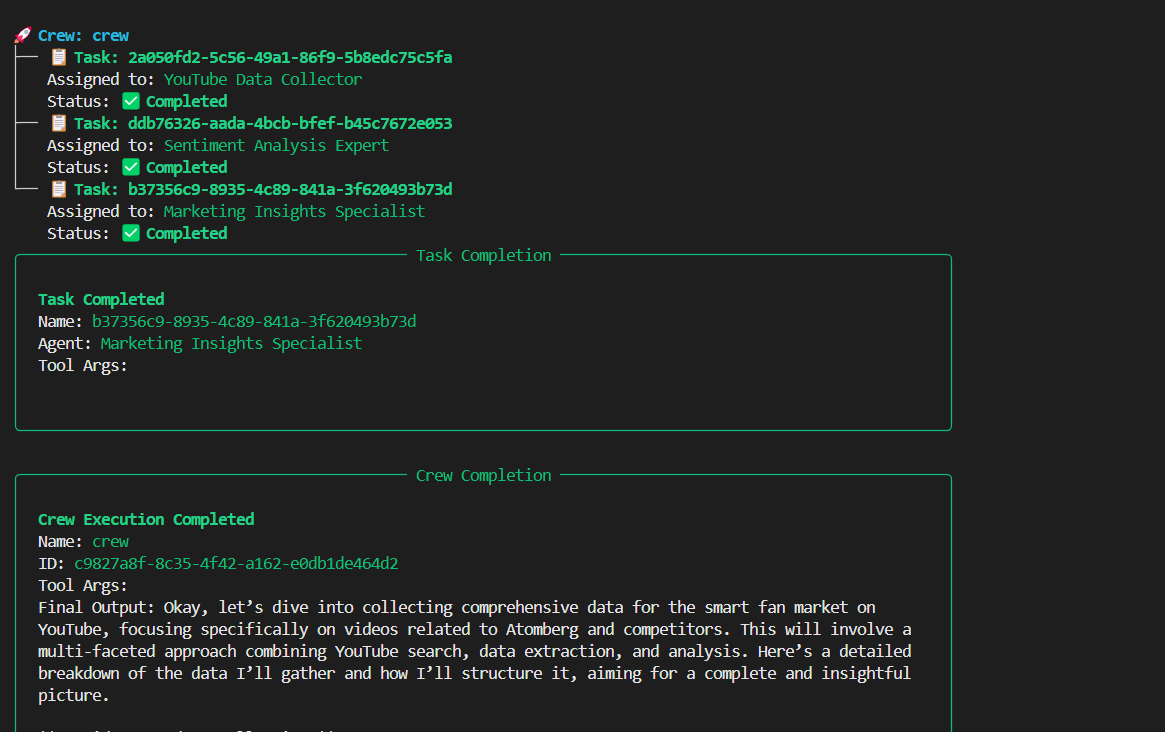 🚀 Crew: crew
📋 Task: 2a050fd2-5c56-49a1-86f9-5b8edc75c5fa
Assigned to: YouTube Data Collector
Status: ✅ Completed
📋 Task: ddb76326-aada-4bcb-bfef-b45c7672e053
Assigned to: Sentiment Analysis Expert
Status: ✅ Completed
📋 Task: b37356c9-8935-4c89-841a-3f620493b73d
Assigned to: Marketing Insights Specialist
Status: ✅ Completed
Task Completion
Task Completed
Name: b37356c9-8935-4c89-841a-3f620493b73d
Agent: Marketing Insights Specialist
Tool Args:
Crew Completion
Crew Execution Completed
Name: crew
ID: c9827a8f-8c35-4f42-a162-e0db1de464d2
Tool Args:
Final Output: Okay, let’s dive into collecting comprehensive data for the smart fan market on
YouTube, focusing specifically on videos related to Atomberg and competitors. This will involve a
multi-faceted approach combining YouTube search, data extraction, and analysis. Here’s a detailed
breakdown of the data I’ll gather and how I’ll structure it, aiming for a complete and insightful
picture.